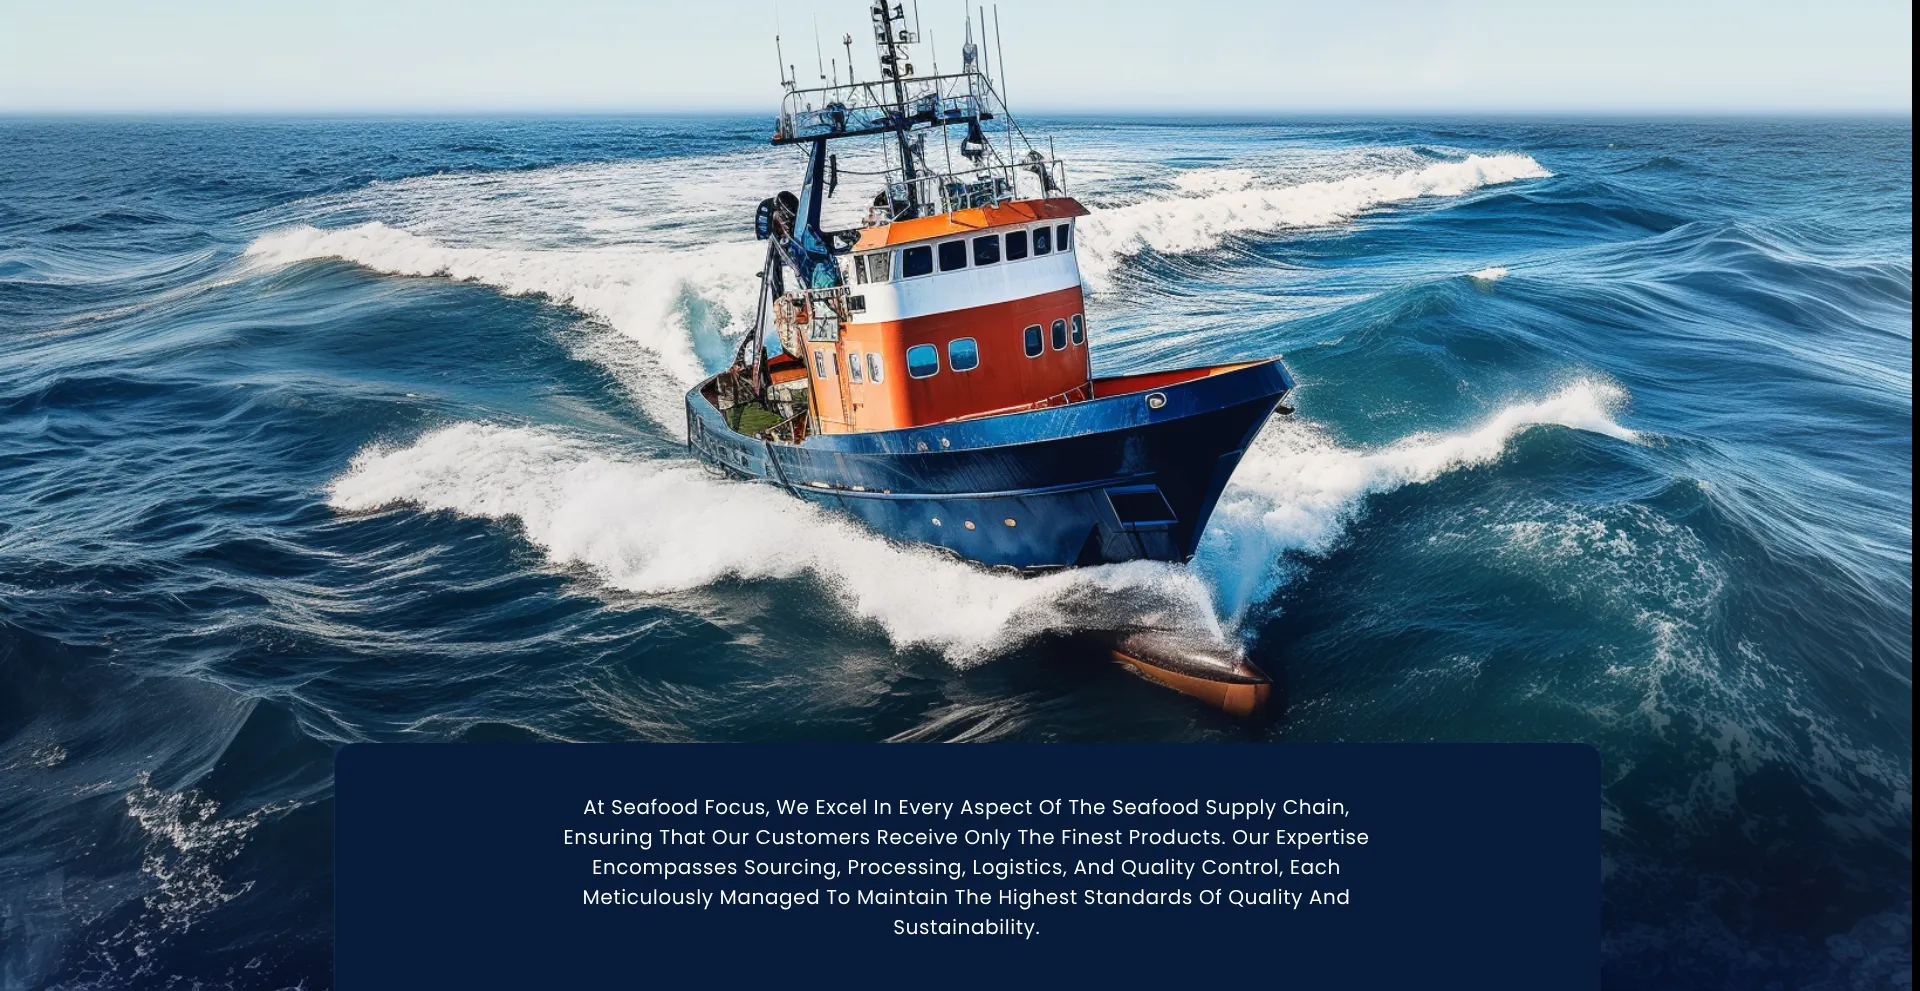 At Seafood Focus, We Excel In Every Aspect Of The Seafood Supply Chain,
Ensuring That Our Customers Receive Only The Finest Products. Our Expertise
Encompasses Sourcing, Processing, Logistics, And Quality Control, Each
Meticulously Managed To Maintain The Highest Standards Of Quality And
Sustainability.